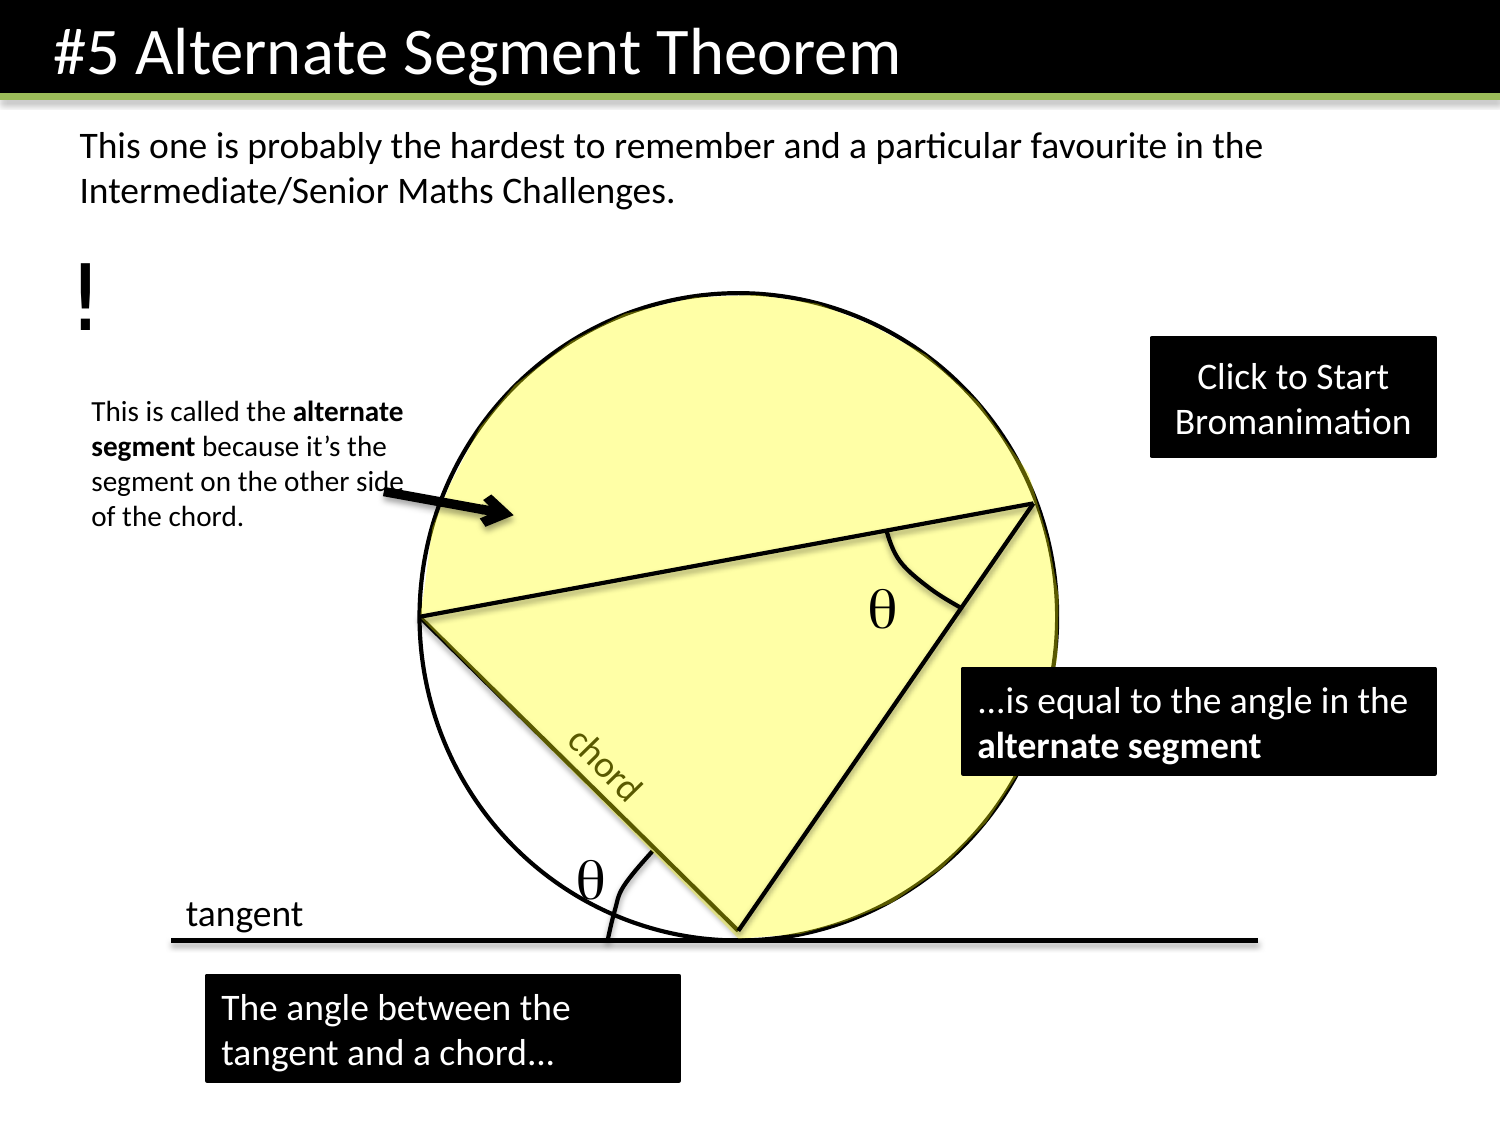 #5 Alternate Segment Theorem
This one is probably the hardest to remember and a particular favourite in the
Intermediate/Senior Maths Challenges.
!
Click to Start
Bromanimation
This is called the alternate
segment because it’s the
segment on the other side
of the chord.
θ
...is equal to the angle in the
alternate segment
chord
θ
tangent
The angle between the
tangent and a chord...